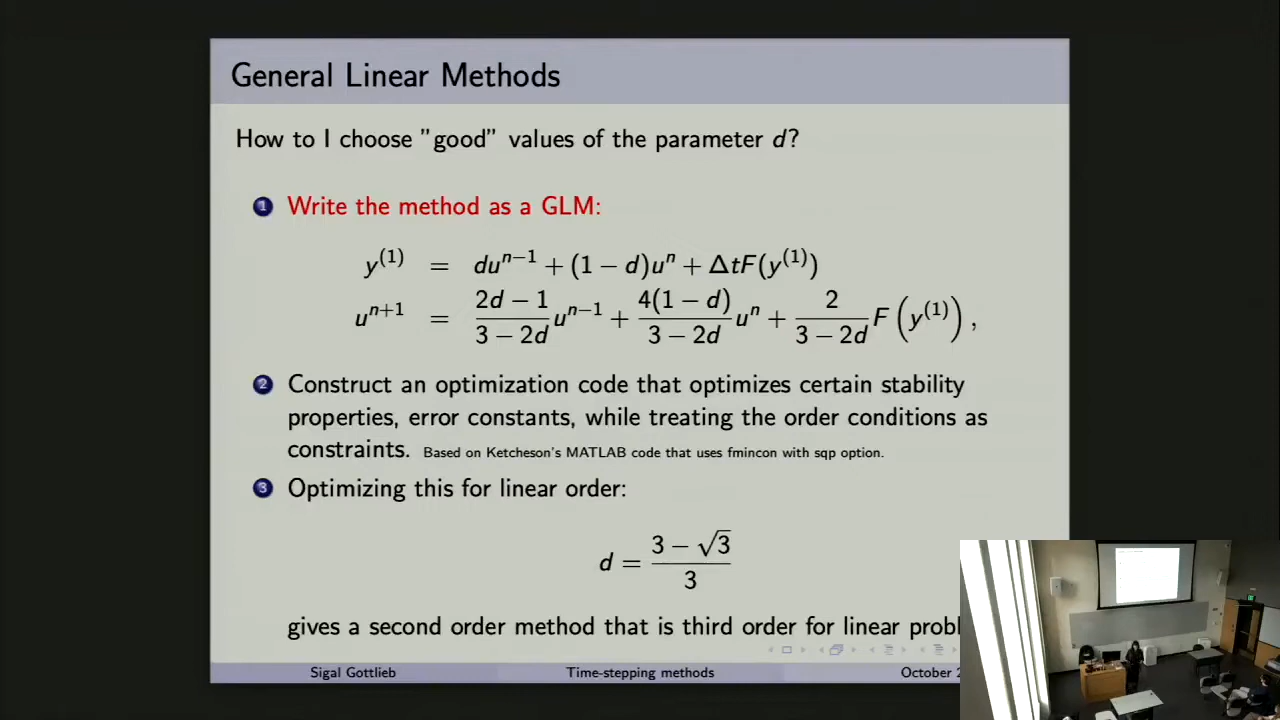 General Linear Methods
How to I choose "good" values of the parameter d?
1 Write the method as a GLM:
y^(1) = du^{n−1} + (1 − d)u^n + ΔtF(y^(1))
u^{n+1} = \frac{2d − 1}{3 − 2d}u^{n−1} + \frac{4(1 − d)}{3 − 2d}u^n + \frac{2}{3 − 2d}F(y^(1)),
2 Construct an optimization code that optimizes certain stability
properties, error constants, while treating the order conditions as
constraints. Based on Ketcheson's MATLAB code that uses fmincon with sqp option.
3 Optimizing this for linear order:
d = \frac{3 − √3}{3}
gives a second order method that is third order for linear
Sigal Gottlieb Time-stepping methods October